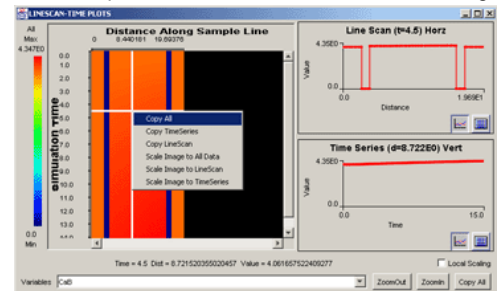 LINESCAN-TIME PLOTS
All
Max
4.347E0
0.0
Min
Distance Along Sample Line
0 8.440181 19.69376
Simulation Time
0.0
1.0
2.0
3.0
4.0
5.0
6.0
7.0
8.0
9.0
10.0
11.0
12.0
13.0
14.0
Copy All
Copy TimeSeries
Copy LineScan
Scale Image to All Data
Scale Image to LineScan
Scale Image to TimeSeries
Line Scan (t=4.5) Horz
4.35E0
Value
0.0
0.0 1.969E1
Distance
Time Series (d=8.722E0) Vert
4.35E0
Value
0.0
0.0 15.0
Time
Time = 4.5 Dist = 8.721520355020457 Value = 4.061657522409277
Local Scaling
Variables CaB ZoomOut ZoomIn Copy All